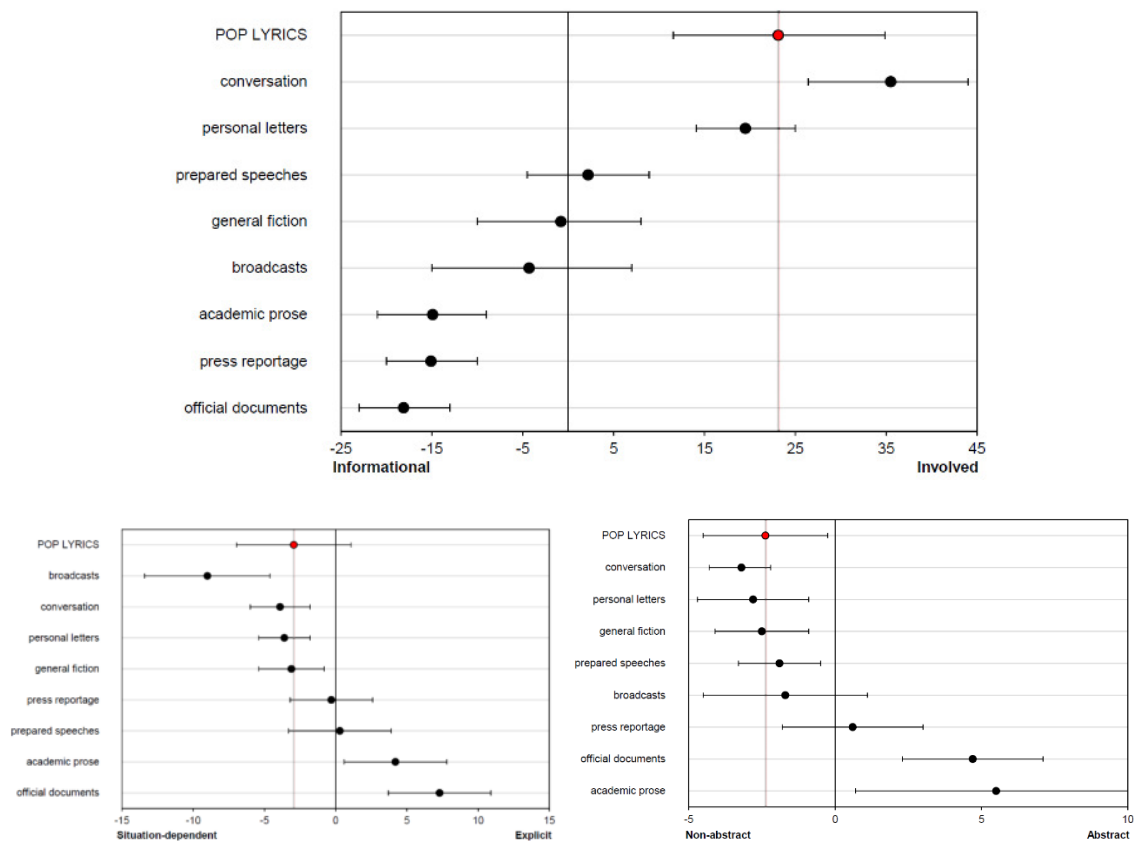 POP LYRICS
conversation
personal letters
prepared speeches
general fiction
broadcasts
academic prose
press reportage
official documents
-25 -15 -5 5 15 25 35 45
Informational Involved
POP LYRICS
broadcasts
conversation
personal letters
general fiction
press reportage
prepared speeches
academic prose
official documents
-15 -10 -5 0 5 10 15
Situation-dependent Explicit
POP LYRICS
conversation
personal letters
general fiction
prepared speeches
broadcasts
press reportage
official documents
academic prose
-5 0 5 10
Non-abstract Abstract